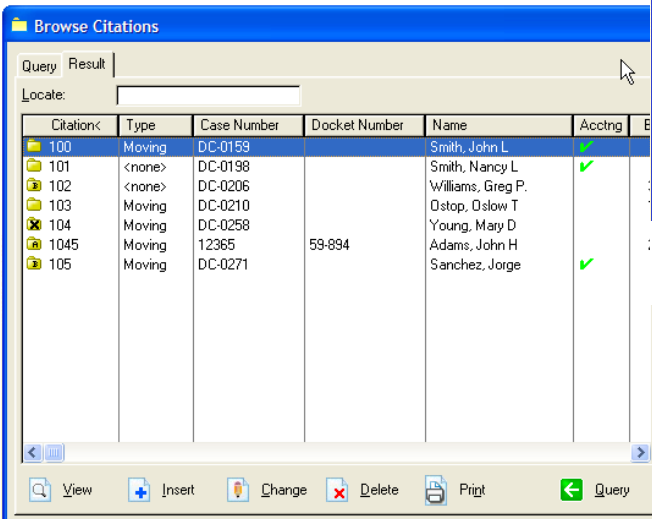 Browse Citations
Query Result
Locate:
Citation< Type Case Number Docket Number Name Acctng
100 Moving DC-0159 Smith, John L
101 <none> DC-0198 Smith, Nancy L
102 <none> DC-0206 Williams, Greg P.
103 Moving DC-0210 Ostop, Oslow T
104 Moving DC-0258 Young, Mary D
1045 Moving 12365 59-894 Adams, John H
105 Moving DC-0271 Sanchez, Jorge
View Insert Change Delete Print Query